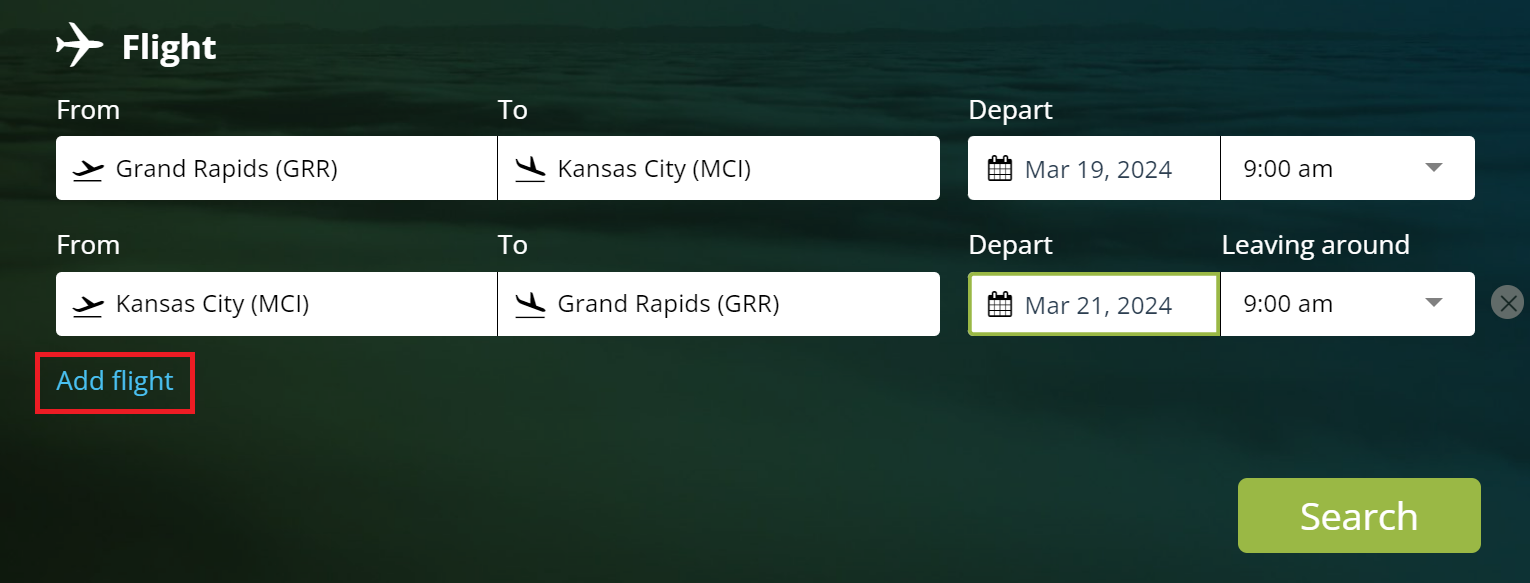 Flight
From To Depart
Grand Rapids (GRR) Kansas City (MCI) Mar 19, 2024 9:00 am
From To Depart Leaving around
Kansas City (MCI) Grand Rapids (GRR) Mar 21, 2024 9:00 am
Add flight
Search